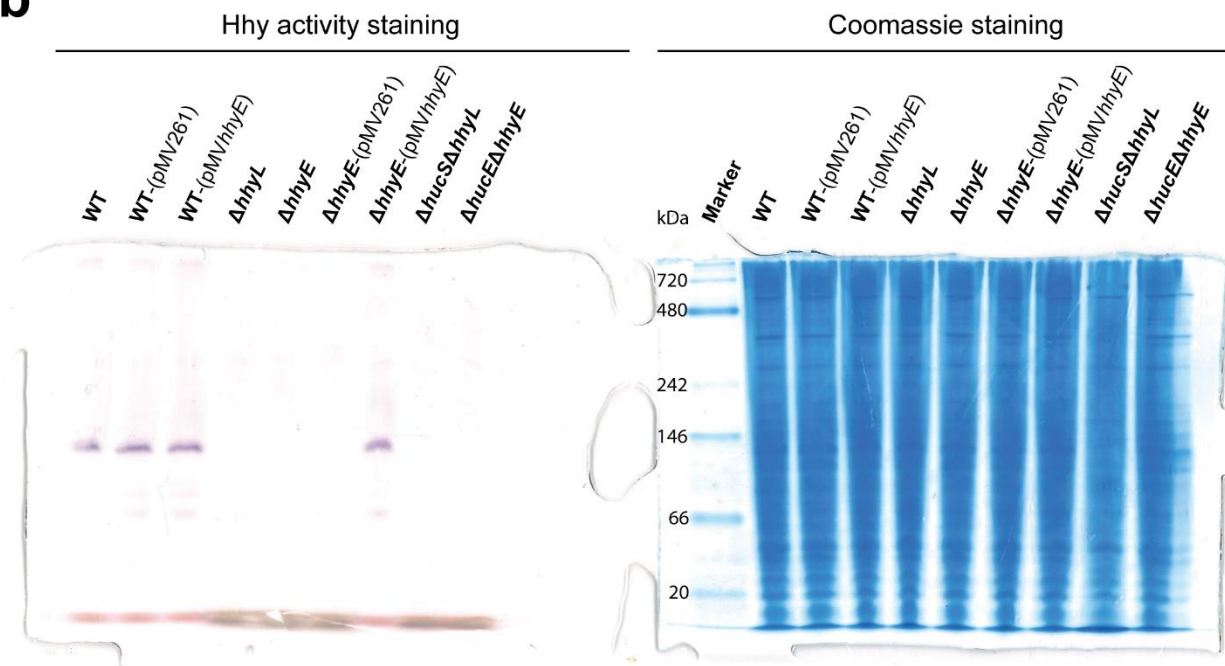 b
Hhy activity staining
Coomassie staining
WT
WT-(pMV261)
WT-(pMVhhyE)
ΔhhyL
ΔhhyE
ΔhhyE-(pMV261)
ΔhhyE-(pMVhhyE)
ΔhucSΔhhyL
ΔhucEΔhhyE
kDa
Marker
WT
WT-(pMV261)
WT-(pMVhhyE)
ΔhhyL
ΔhhyE
ΔhhyE-(pMV261)
ΔhhyE-(pMVhhyE)
ΔhucSΔhhyL
ΔhucEΔhhyE
720
480
242
146
66
20